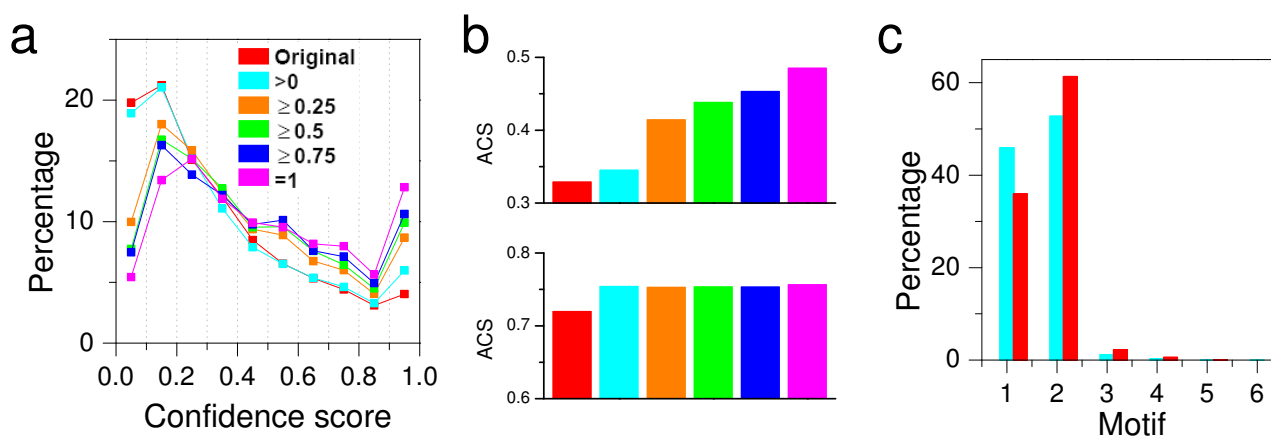 a
Percentage
20
10
0
0.0 0.2 0.4 0.6 0.8 1.0
Confidence score
Original
>0
≥0.25
≥0.5
≥0.75
=1
b
ACS
0.5
0.4
0.3
ACS
0.8
0.7
0.6
c
Percentage
60
40
20
0
1 2 3 4 5 6
Motif